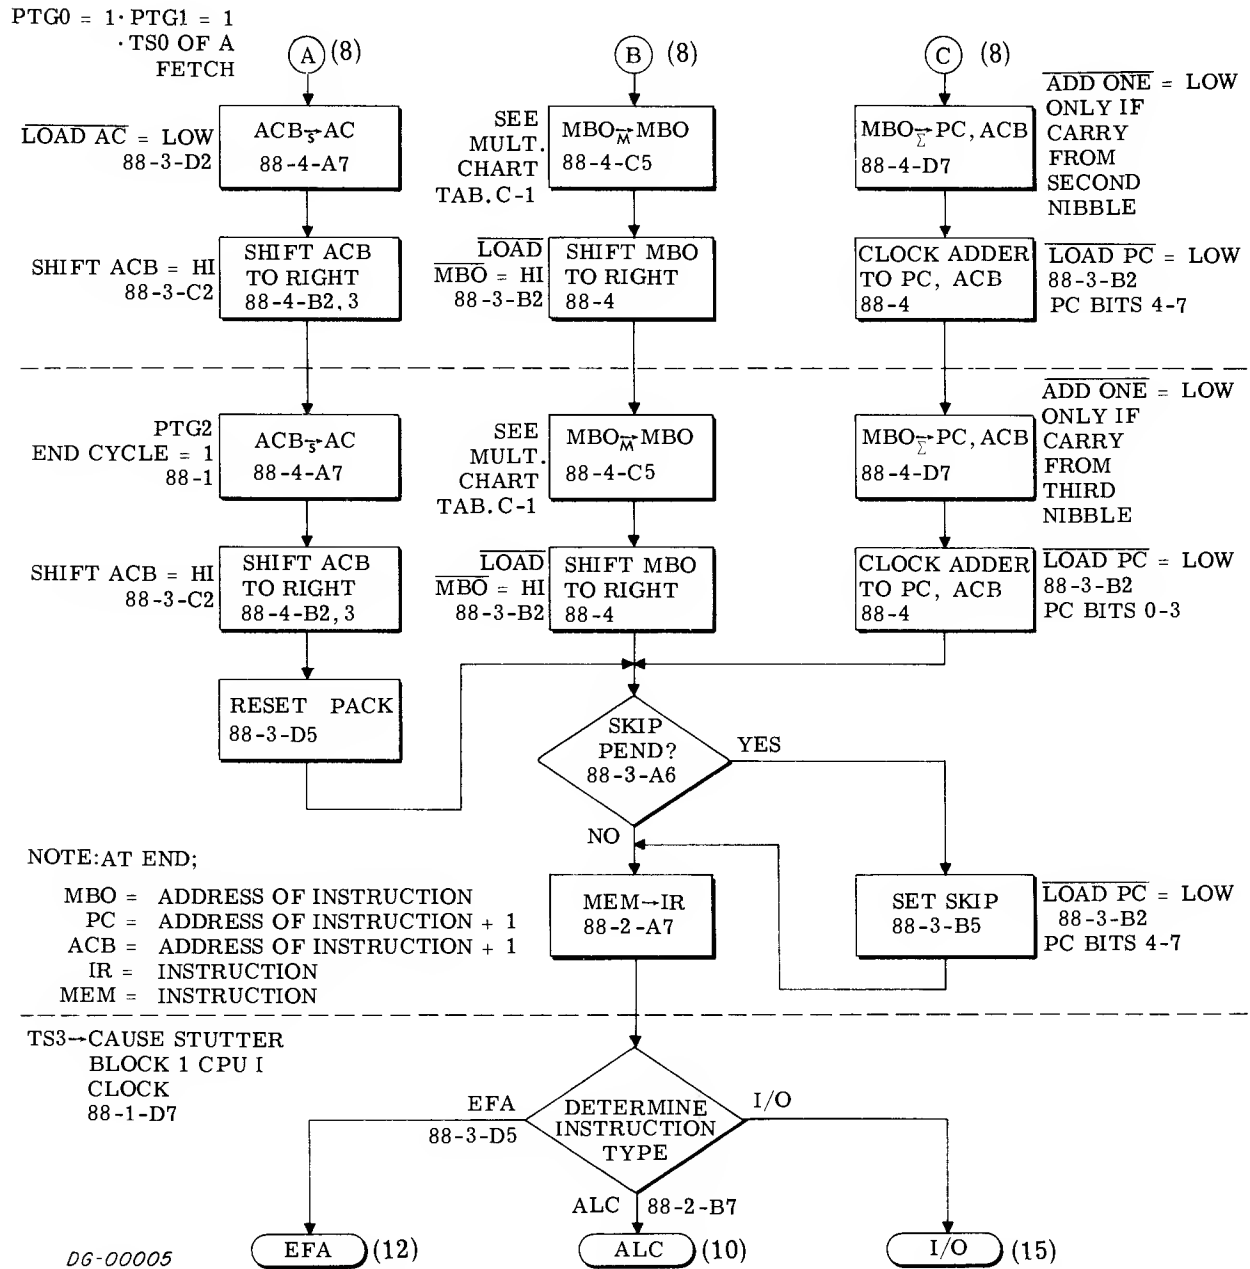 PTG0 = 1· PTG1 = 1
· TS0 OF A
FETCH
A (8)
B (8)
C (8)
LOAD AC = LOW
88-3-D2
ACB→AC
S
88-4-A7
SEE
MULT.
CHART
TAB. C-1
MBO→MBO
M
88-4-C5
MBO→PC, ACB
Σ
88-4-D7
ADD ONE = LOW
ONLY IF
CARRY
FROM
SECOND
NIBBLE
SHIFT ACB = HI
88-3-C2
SHIFT ACB
TO RIGHT
88-4-B2, 3
LOAD
MBO = HI
88-3-B2
SHIFT MBO
TO RIGHT
88-4
CLOCK ADDER
TO PC, ACB
88-4
LOAD PC = LOW
88-3-B2
PC BITS 4-7
PTG2
END CYCLE = 1
88-1
ACB→AC
S
88-4-A7
SEE
MULT.
CHART
TAB. C-1
MBO→MBO
M
88-4-C5
MBO→PC, ACB
Σ
88-4-D7
ADD ONE = LOW
ONLY IF
CARRY
FROM
THIRD
NIBBLE
SHIFT ACB = HI
88-3-C2
SHIFT ACB
TO RIGHT
88-4-B2, 3
LOAD
MBO = HI
88-3-B2
SHIFT MBO
TO RIGHT
88-4
CLOCK ADDER
TO PC, ACB
88-4
LOAD PC = LOW
88-3-B2
PC BITS 0-3
RESET PACK
88-3-D5
SKIP
PEND?
88-3-A6
YES
NO
NOTE: AT END;
MBO = ADDRESS OF INSTRUCTION
PC = ADDRESS OF INSTRUCTION + 1
ACB = ADDRESS OF INSTRUCTION + 1
IR = INSTRUCTION
MEM = INSTRUCTION
MEM→IR
88-2-A7
SET SKIP
88-3-B5
LOAD PC = LOW
88-3-B2
PC BITS 4-7
TS3→CAUSE STUTTER
BLOCK 1 CPU I
CLOCK
88-1-D7
EFA
88-3-D5
DETERMINE
INSTRUCTION
TYPE
I/O
ALC 88-2-B7
EFA (12)
ALC (10)
I/O (15)
DG-00005